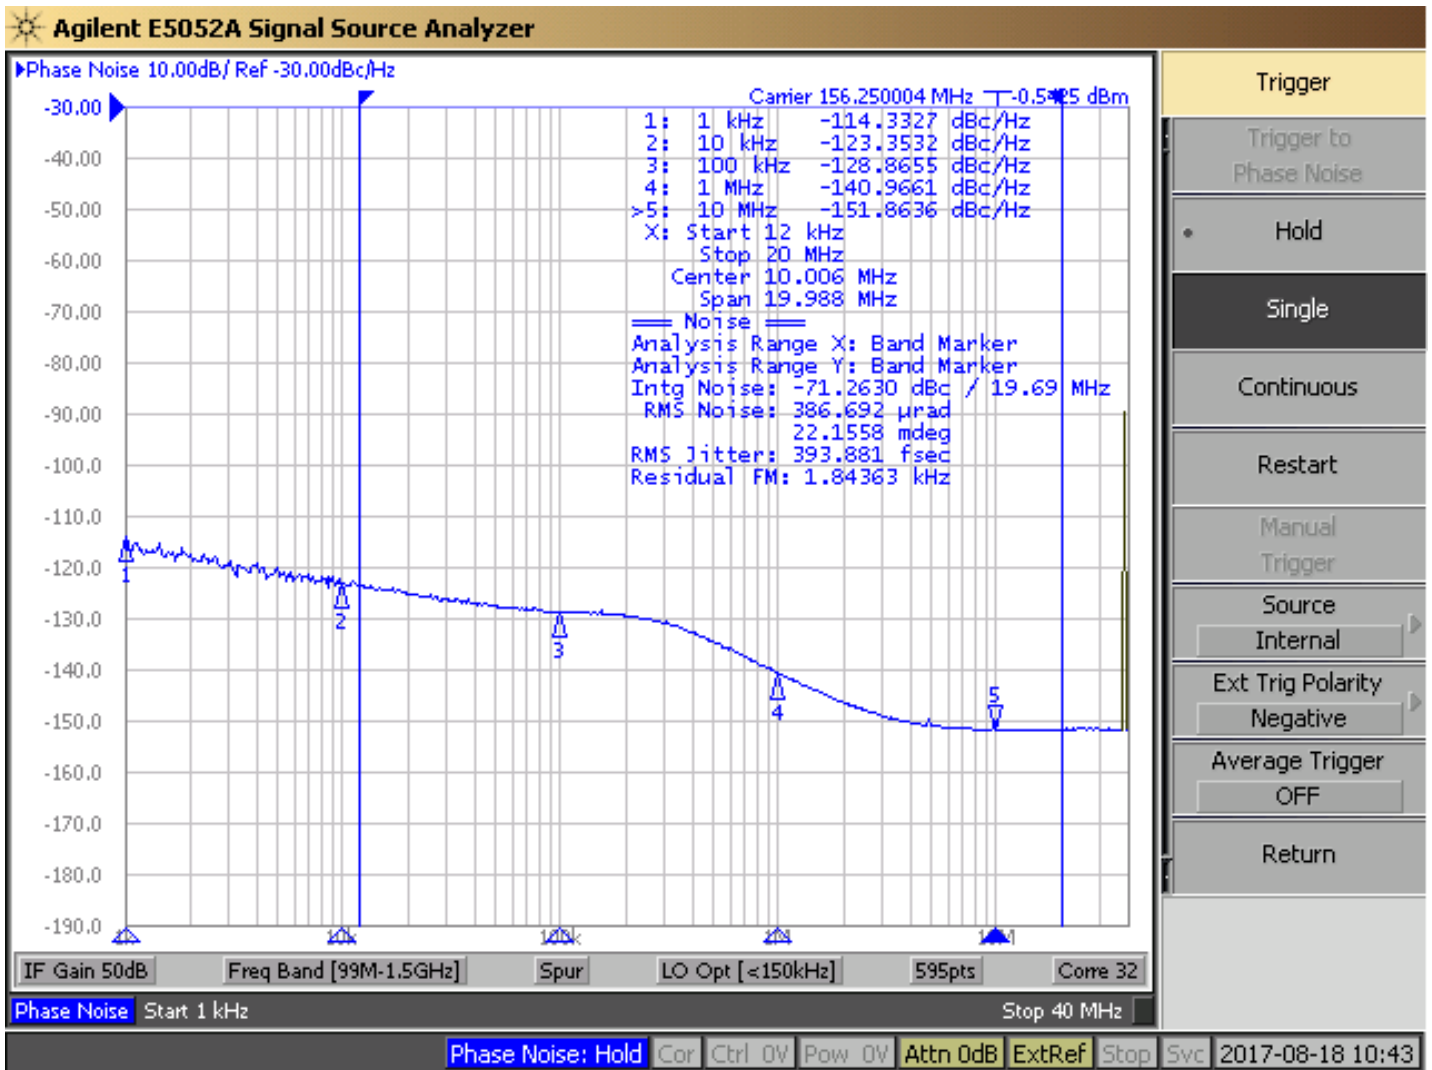 Agilent E5052A Signal Source Analyzer
Phase Noise 10.00dB/ Ref -30.00dBc/Hz
Carrier 156.250004 MHz
dBm
-30.00
-40.00
-50.00
-60.00
-70.00
-80.00
-90.00
-100.0
-110.0
-120.0
-130.0
-140.0
-150.0
-160.0
-170.0
-180.0
-190.0
1: 1 kHz -114.3327 dBc/Hz
2: 10 kHz -123.3532 dBc/Hz
3: 100 kHz -128.8655 dBc/Hz
4: 1 MHz -140.9661 dBc/Hz
>5: 10 MHz -151.8636 dBc/Hz
X: Start 12 kHz
Stop 20 MHz
Center 10.006 MHz
Span 19.988 MHz
=== Noise ===
Analysis Range X: Band Marker
Analysis Range Y: Band Marker
Intg Noise: -71.2630 dBc / 19.69 MHz
RMS Noise: 386.692 µrad
22.1558 mdeg
RMS Jitter: 393.881 fsec
Residual FM: 1.84363 kHz
1
2
3
4
5
IF Gain 50dB
Freq Band [99M-1.5GHz]
Spur
LO Opt [<150kHz]
595pts
Corre 32
Phase Noise Start 1 kHz
Stop 40 MHz
Trigger
Trigger to
Phase Noise
Hold
Single
Continuous
Restart
Manual
Trigger
Source
Internal
Ext Trig Polarity
Negative
Average Trigger
OFF
Return
Phase Noise: Hold
Cor
Ctrl 0V
Pow 0V
Attn 0dB
ExtRef
Stop
Svc
2017-08-18 10:43